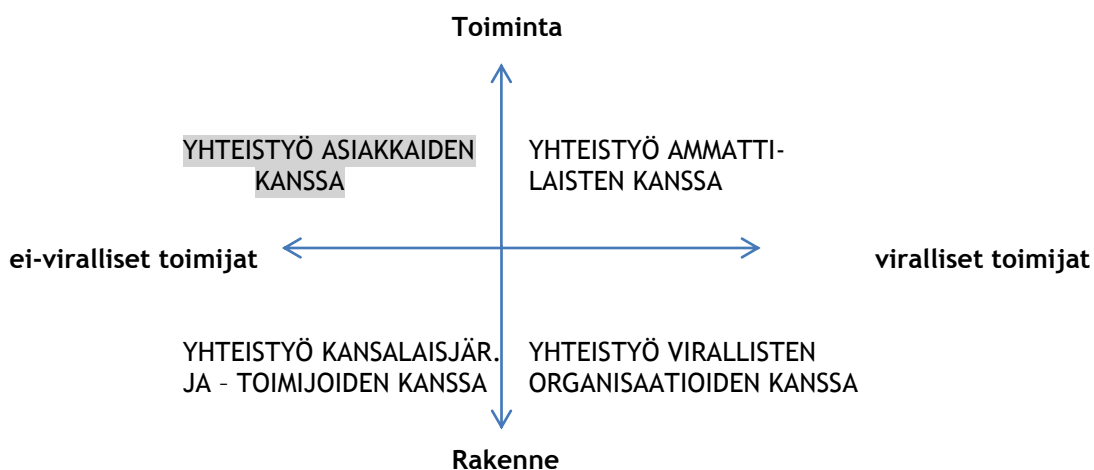 Toiminta
YHTEISTYÖ ASIAKKAIDEN
KANSSA
YHTEISTYÖ AMMATTI-
LAISTEN KANSSA
ei-viralliset toimijat
viralliset toimijat
YHTEISTYÖ KANSALAISJÄR.
JA – TOIMIJOIDEN KANSSA
YHTEISTYÖ VIRALLISTEN
ORGANISAATIOIDEN KANSSA
Rakenne